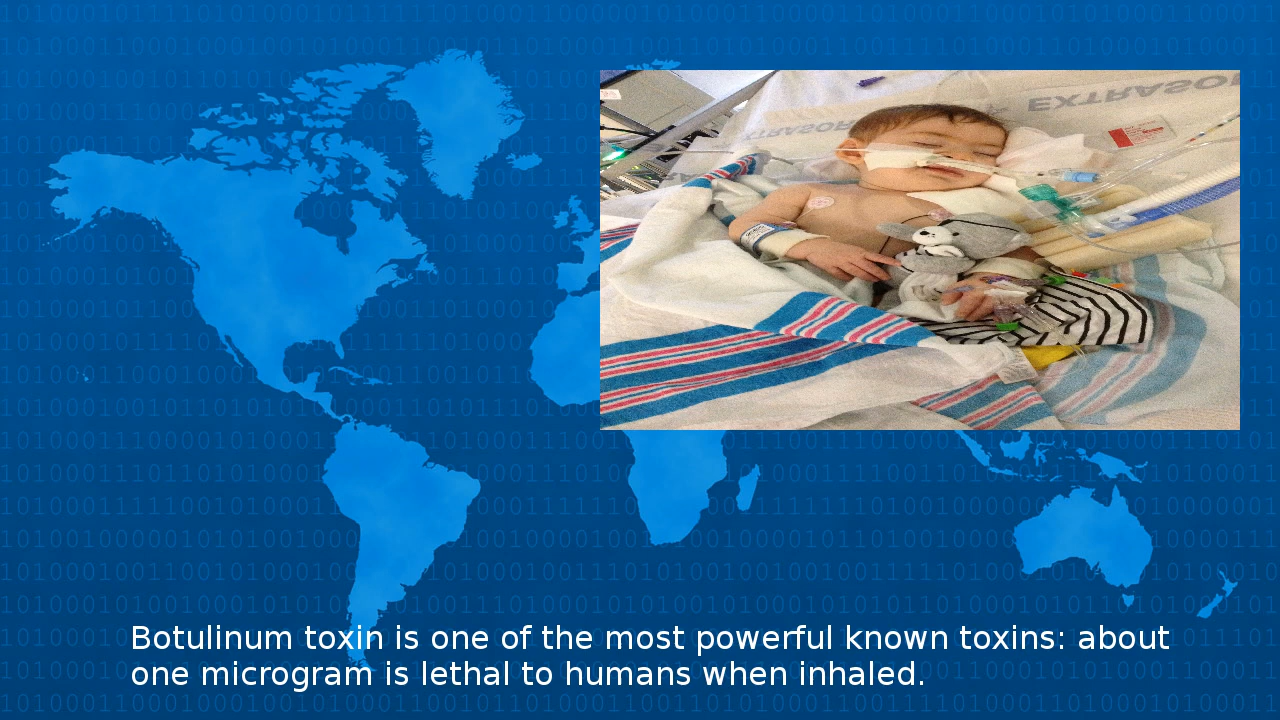 EXTRASO
Botulinum toxin is one of the most powerful known toxins: about
one microgram is lethal to humans when inhaled.